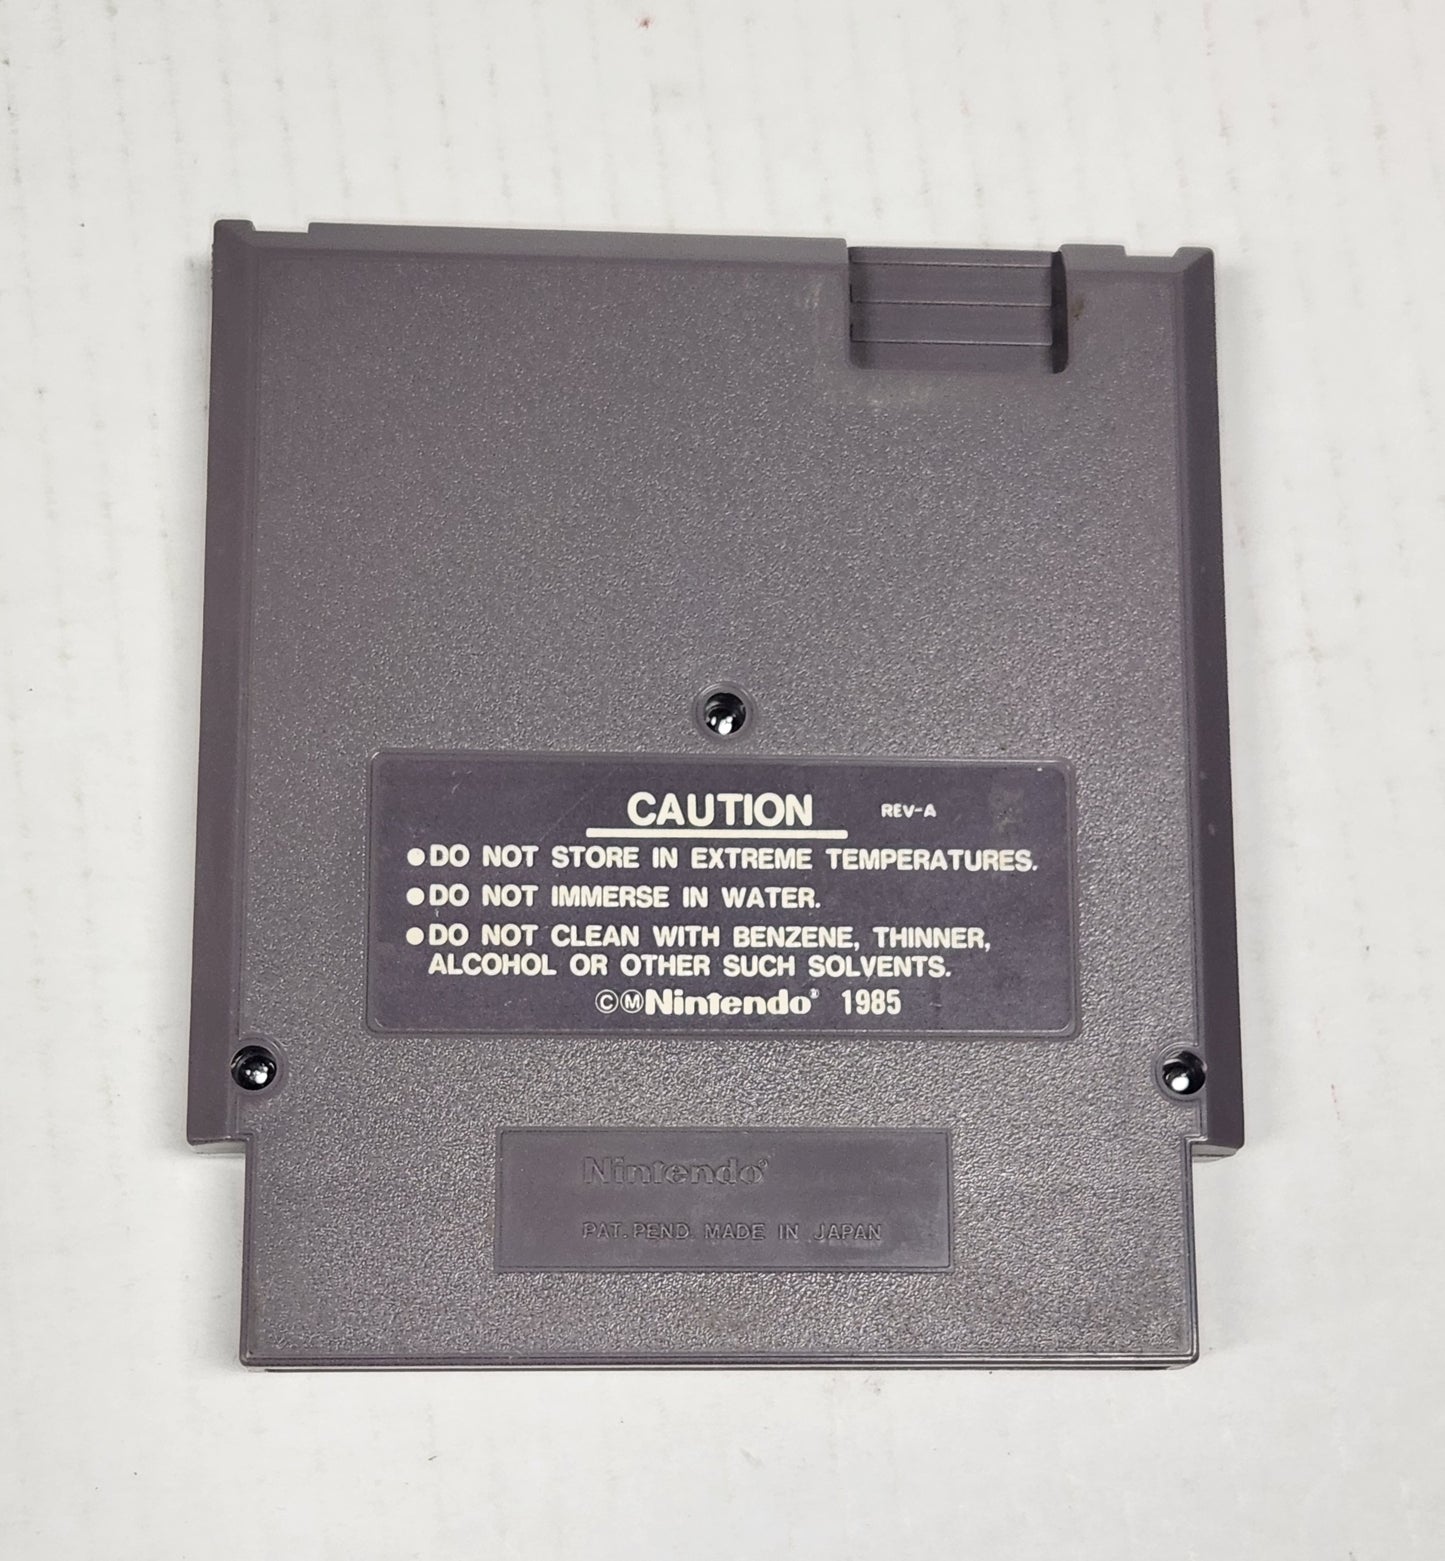 CAUTION REV-A
●DO NOT STORE IN EXTREME TEMPERATURES.
●DO NOT IMMERSE IN WATER.
●DO NOT CLEAN WITH BENZENE, THINNER,
ALCOHOL OR OTHER SUCH SOLVENTS.
©ⓂNintendo® 1985
Nintendo®
PAT. PEND. MADE IN JAPAN